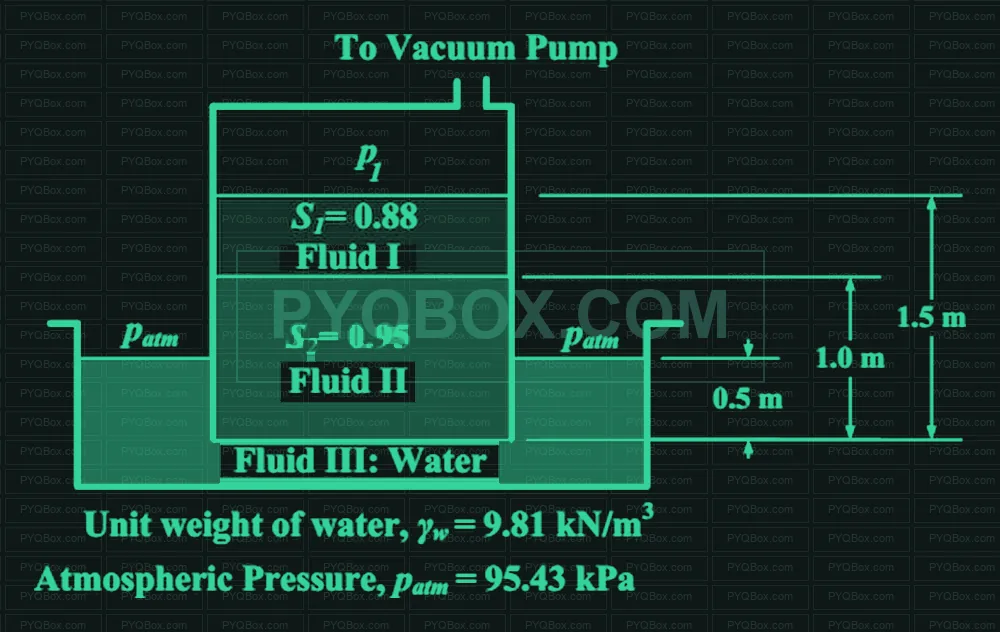 To Vacuum Pump
p1
S1= 0.88
Fluid I
1.5 m
patm
S2= 0.95
patm
1.0 m
Fluid II
0.5 m
Fluid III: Water
Unit weight of water, γw = 9.81 kN/m³
Atmospheric Pressure, patm = 95.43 kPa
PYQBOX.COM
PYQBox.com